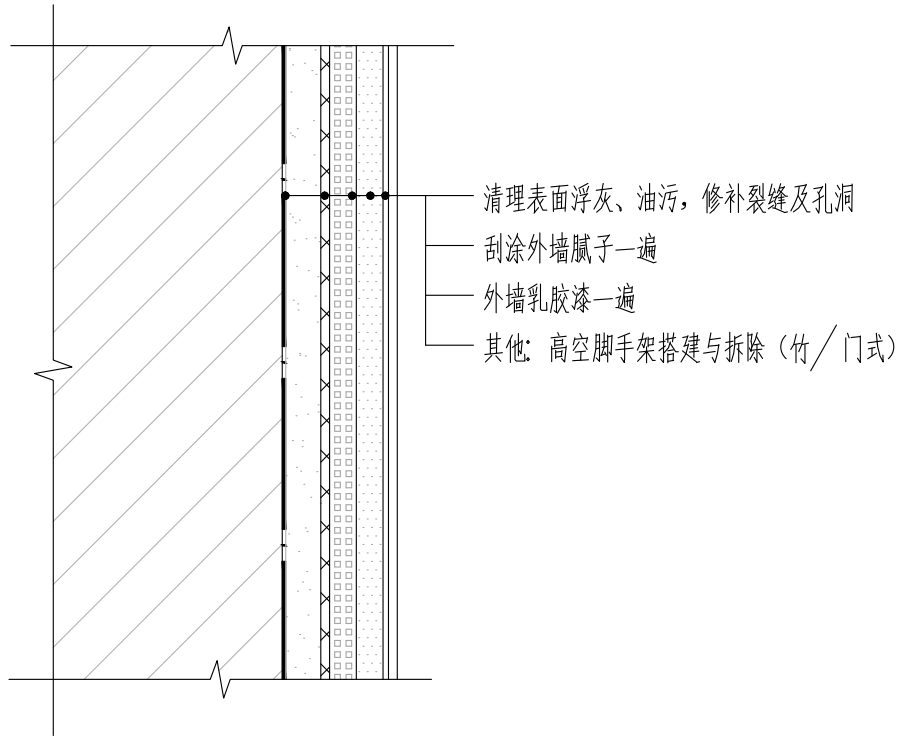 清理表面浮灰、油污，修补裂缝及孔洞
刮涂外墙腻子一遍
外墙乳胶漆一遍
其他：高空脚手架搭建与拆除（竹／门式）